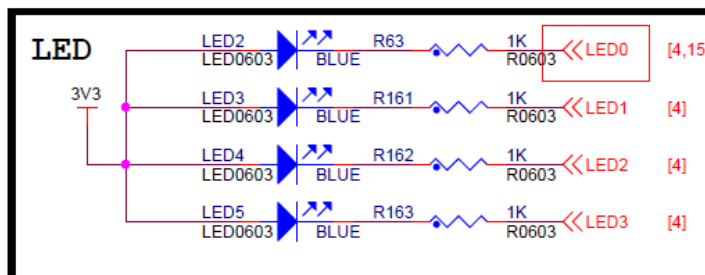 LED
3V3
LED2 R63 1K LED0 [4,15
LED0603 BLUE R0603
LED3 R161 1K LED1 [4]
LED0603 BLUE R0603
LED4 R162 1K LED2 [4]
LED0603 BLUE R0603
LED5 R163 1K LED3 [4]
LED0603 BLUE R0603